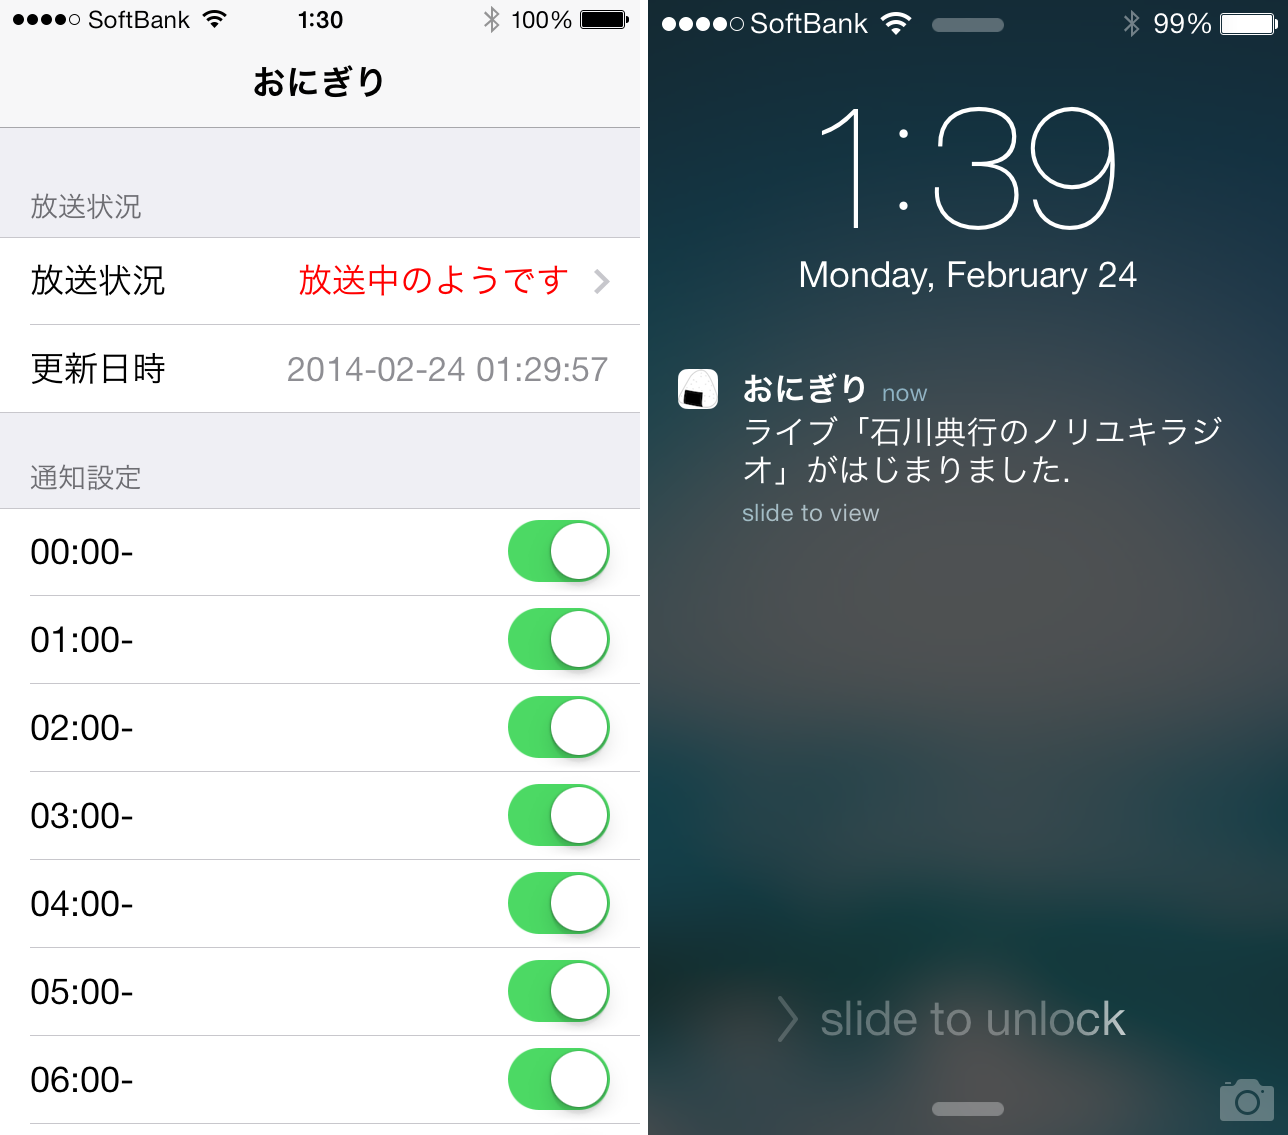 SoftBank 1:30 100%
おにぎり
放送状況
放送状況 放送中のようです
更新日時 2014-02-24 01:29:57
通知設定
00:00-
01:00-
02:00-
03:00-
04:00-
05:00-
06:00-
SoftBank 99%
1:39
Monday, February 24
おにぎり now
ライブ「石川典行のノリユキラジ
オ」がはじまりました.
slide to view
slide to unlock